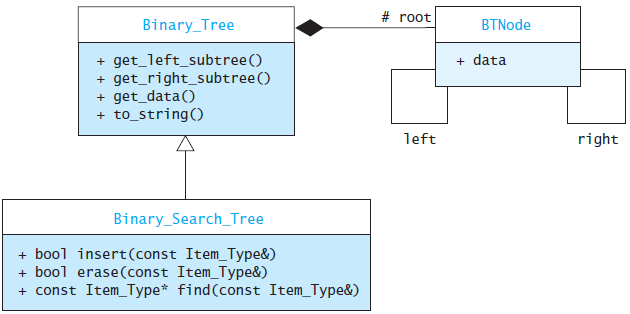 Binary_Tree
+ get_left_subtree()
+ get_right_subtree()
+ get_data()
+ to_string()
# root
BTNode
+ data
left
right
Binary_Search_Tree
+ bool insert(const Item_Type&)
+ bool erase(const Item_Type&)
+ const Item_Type* find(const Item_Type&)